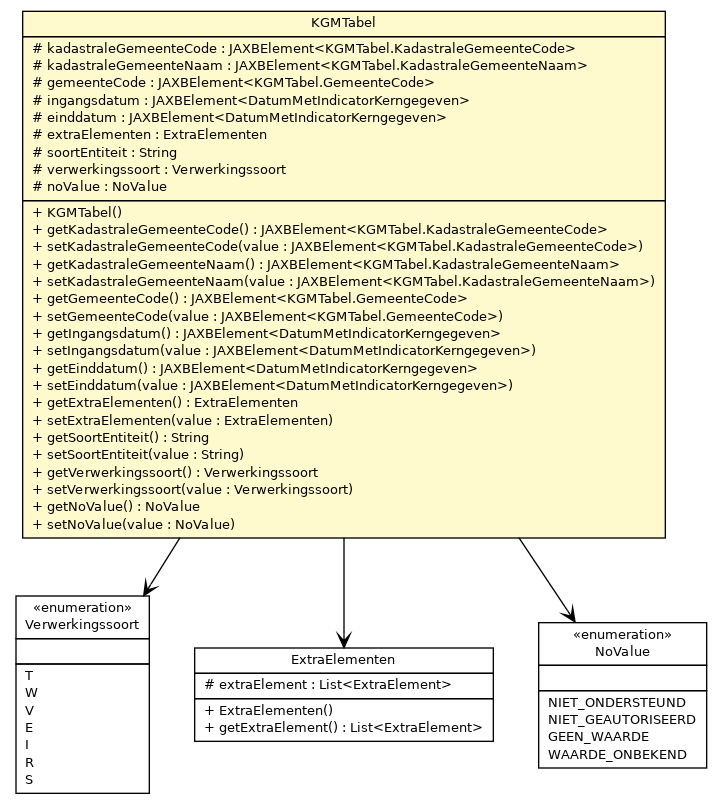 KGMTabel
# kadastraleGemeenteCode : JAXBElement<KGMTabel.KadastraleGemeenteCode>
# kadastraleGemeenteNaam : JAXBElement<KGMTabel.KadastraleGemeenteNaam>
# gemeenteCode : JAXBElement<KGMTabel.GemeenteCode>
# ingangsdatum : JAXBElement<DatumMetIndicatorKerngegeven>
# einddatum : JAXBElement<DatumMetIndicatorKerngegeven>
# extraElementen : ExtraElementen
# soortEntiteit : String
# verwerkingssoort : Verwerkingssoort
# noValue : NoValue
+ KGMTabel()
+ getKadastraleGemeenteCode() : JAXBElement<KGMTabel.KadastraleGemeenteCode>
+ setKadastraleGemeenteCode(value : JAXBElement<KGMTabel.KadastraleGemeenteCode>)
+ getKadastraleGemeenteNaam() : JAXBElement<KGMTabel.KadastraleGemeenteNaam>
+ setKadastraleGemeenteNaam(value : JAXBElement<KGMTabel.KadastraleGemeenteNaam>)
+ getGemeenteCode() : JAXBElement<KGMTabel.GemeenteCode>
+ setGemeenteCode(value : JAXBElement<KGMTabel.GemeenteCode>)
+ getIngangsdatum() : JAXBElement<DatumMetIndicatorKerngegeven>
+ setIngangsdatum(value : JAXBElement<DatumMetIndicatorKerngegeven>)
+ getEinddatum() : JAXBElement<DatumMetIndicatorKerngegeven>
+ setEinddatum(value : JAXBElement<DatumMetIndicatorKerngegeven>)
+ getExtraElementen() : ExtraElementen
+ setExtraElementen(value : ExtraElementen)
+ getSoortEntiteit() : String
+ setSoortEntiteit(value : String)
+ getVerwerkingssoort() : Verwerkingssoort
+ setVerwerkingssoort(value : Verwerkingssoort)
+ getNoValue() : NoValue
+ setNoValue(value : NoValue)
«enumeration»
Verwerkingssoort
T
W
V
E
I
R
S
ExtraElementen
# extraElement : List<ExtraElement>
+ ExtraElementen()
+ getExtraElement() : List<ExtraElement>
«enumeration»
NoValue
NIET_ONDERSTEUND
NIET_GEAUTORISEERD
GEEN_WAARDE
WAARDE_ONBEKEND